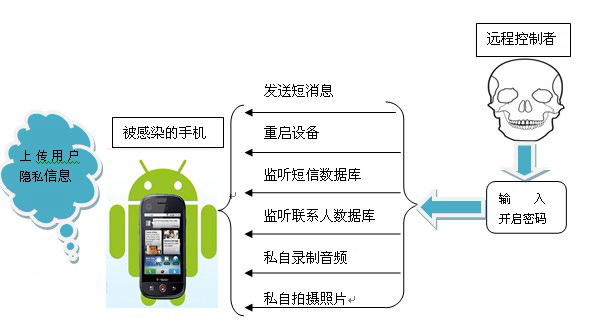 远程控制者
发送短消息
被感染的手机
重启设备
上传用户
隐私信息
监听短信数据库
输 入
开启密码
监听联系人数据库
私自录制音频
私自拍摄照片